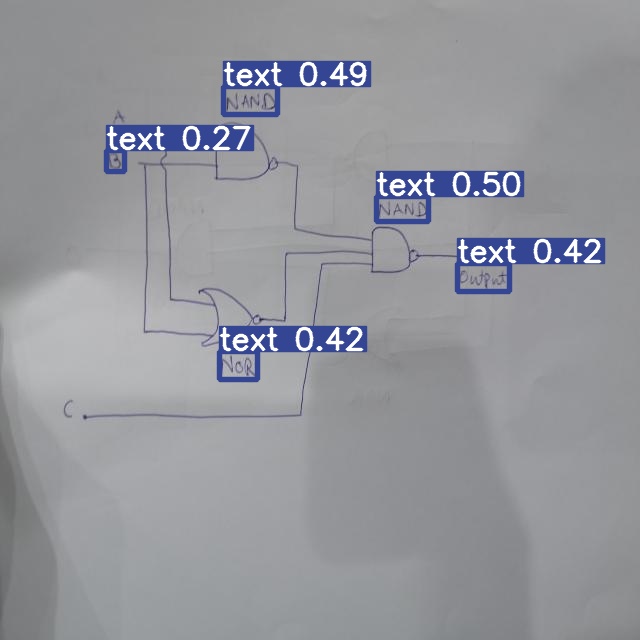 text 0.49
NAND
A
text 0.27
B
text 0.50
NAND
text 0.42
Output
text 0.42
NOR
C